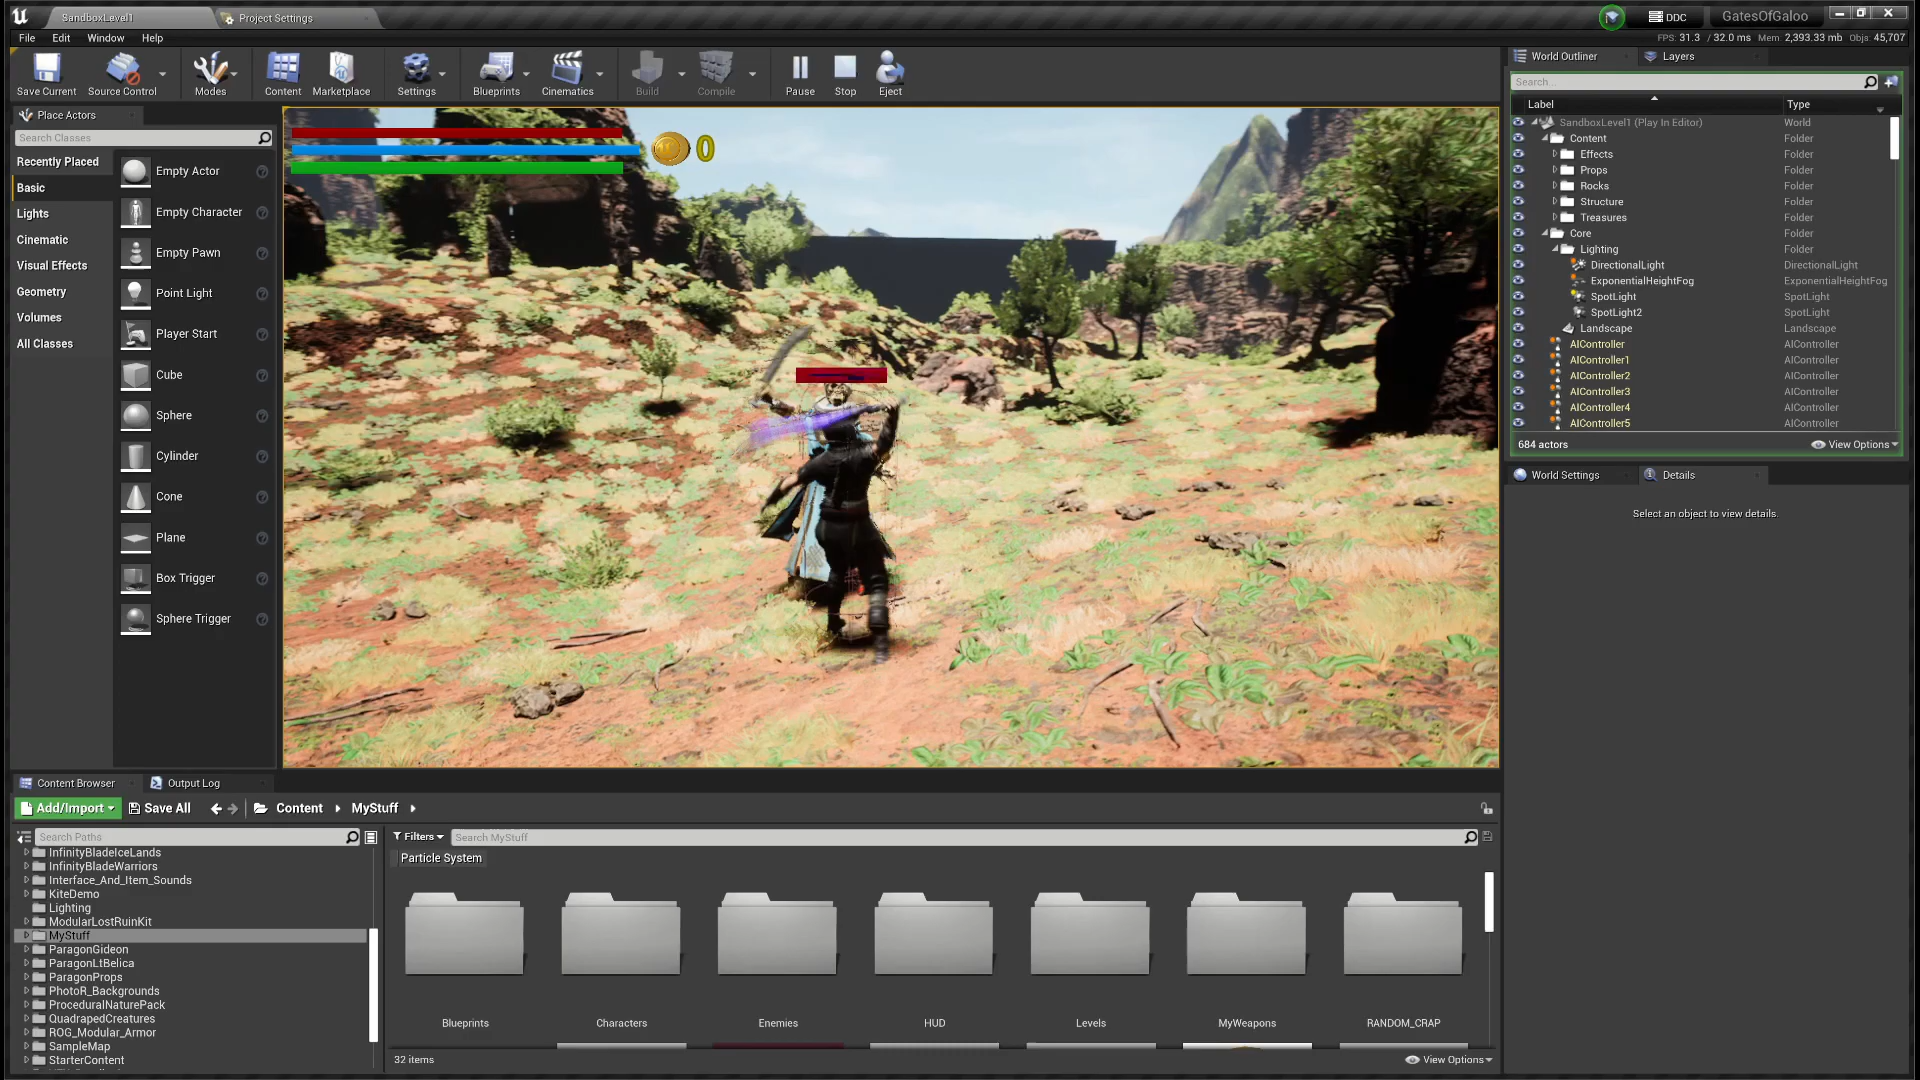 SandboxLevel1
Project Settings
DDC
GatesOfGaloo
File Edit Window Help
FPS: 31.3 / 32.0 ms Mem: 2,393.33 mb Objs: 45,707
Save Current
Source Control
Modes
Content
Marketplace
Settings
Blueprints
Cinematics
Build
Compile
Pause
Stop
Eject
Place Actors
Search Classes
Recently Placed
Basic
Lights
Cinematic
Visual Effects
Geometry
Volumes
All Classes
Empty Actor
Empty Character
Empty Pawn
Point Light
Player Start
Cube
Sphere
Cylinder
Cone
Plane
Box Trigger
Sphere Trigger
0
World Outliner
Layers
Search...
Label Type
SandboxLevel1 (Play In Editor) World
Content Folder
Effects Folder
Props Folder
Rocks Folder
Structure Folder
Treasures Folder
Core Folder
Lighting Folder
DirectionalLight DirectionalLight
ExponentialHeightFog ExponentialHeightFog
SpotLight SpotLight
SpotLight2 SpotLight
Landscape Landscape
AIController AIController
AIController1 AIController
AIController2 AIController
AIController3 AIController
AIController4 AIController
AIController5 AIController
684 actors
View Options
World Settings
Details
Select an object to view details.
Content Browser
Output Log
Add/Import
Save All
Content
MyStuff
Search Paths
InfinityBladeIceLands
InfinityBladeWarriors
Interface_And_Item_Sounds
KiteDemo
Lighting
ModularLostRuinKit
MyStuff
ParagonGideon
ParagonLtBelica
ParagonProps
PhotoR_Backgrounds
ProceduralNaturePack
QuadrapedCreatures
ROG_Modular_Armor
SampleMap
StarterContent
Filters
Search MyStuff
Particle System
Blueprints
Characters
Enemies
HUD
Levels
MyWeapons
RANDOM_CRAP
32 items
View Options